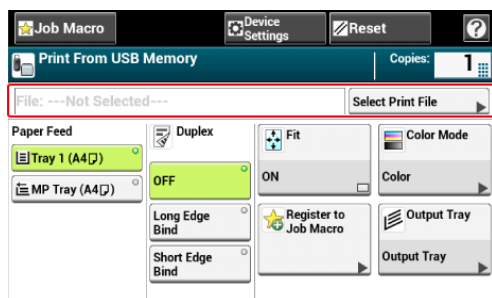 Job Macro
Device
Settings
Reset
?
Print From USB Memory
Copies:
1
File: ---Not Selected---
Select Print File
Paper Feed
Tray 1 (A4)
MP Tray (A4)
Duplex
OFF
Long Edge
Bind
Short Edge
Bind
Fit
ON
Register to
Job Macro
Color Mode
Color
Output Tray
Output Tray